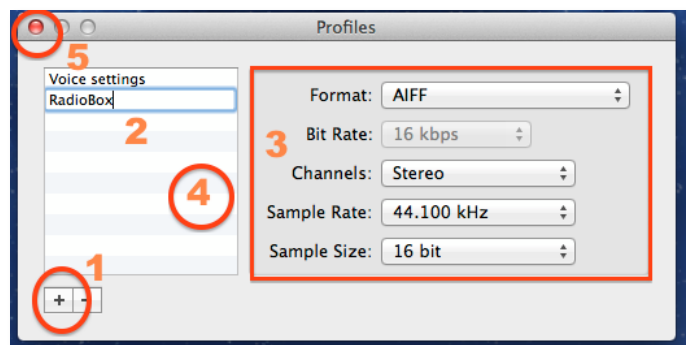 Profiles
5
Voice settings
RadioBox
2
4
1
+ -
3
Format: AIFF
Bit Rate: 16 kbps
Channels: Stereo
Sample Rate: 44.100 kHz
Sample Size: 16 bit